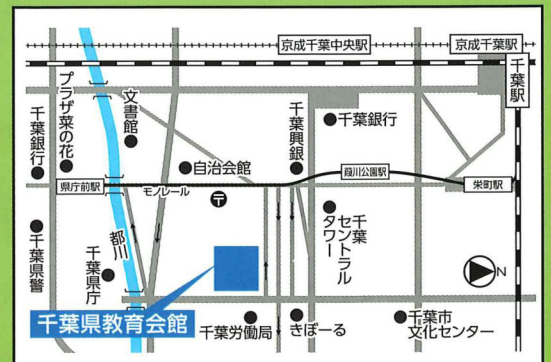 京成千葉中央駅
京成千葉駅
千葉駅
プラザ菜の花
文書館
千葉銀行
千葉興銀
千葉銀行
自治会館
葭川公園駅
県庁前駅
モノレール
栄町駅
〒
都川
千葉県警
千葉県庁
千葉
セントラル
タワー
N
千葉県教育会館
千葉労働局
きぼーる
千葉市
文化センター